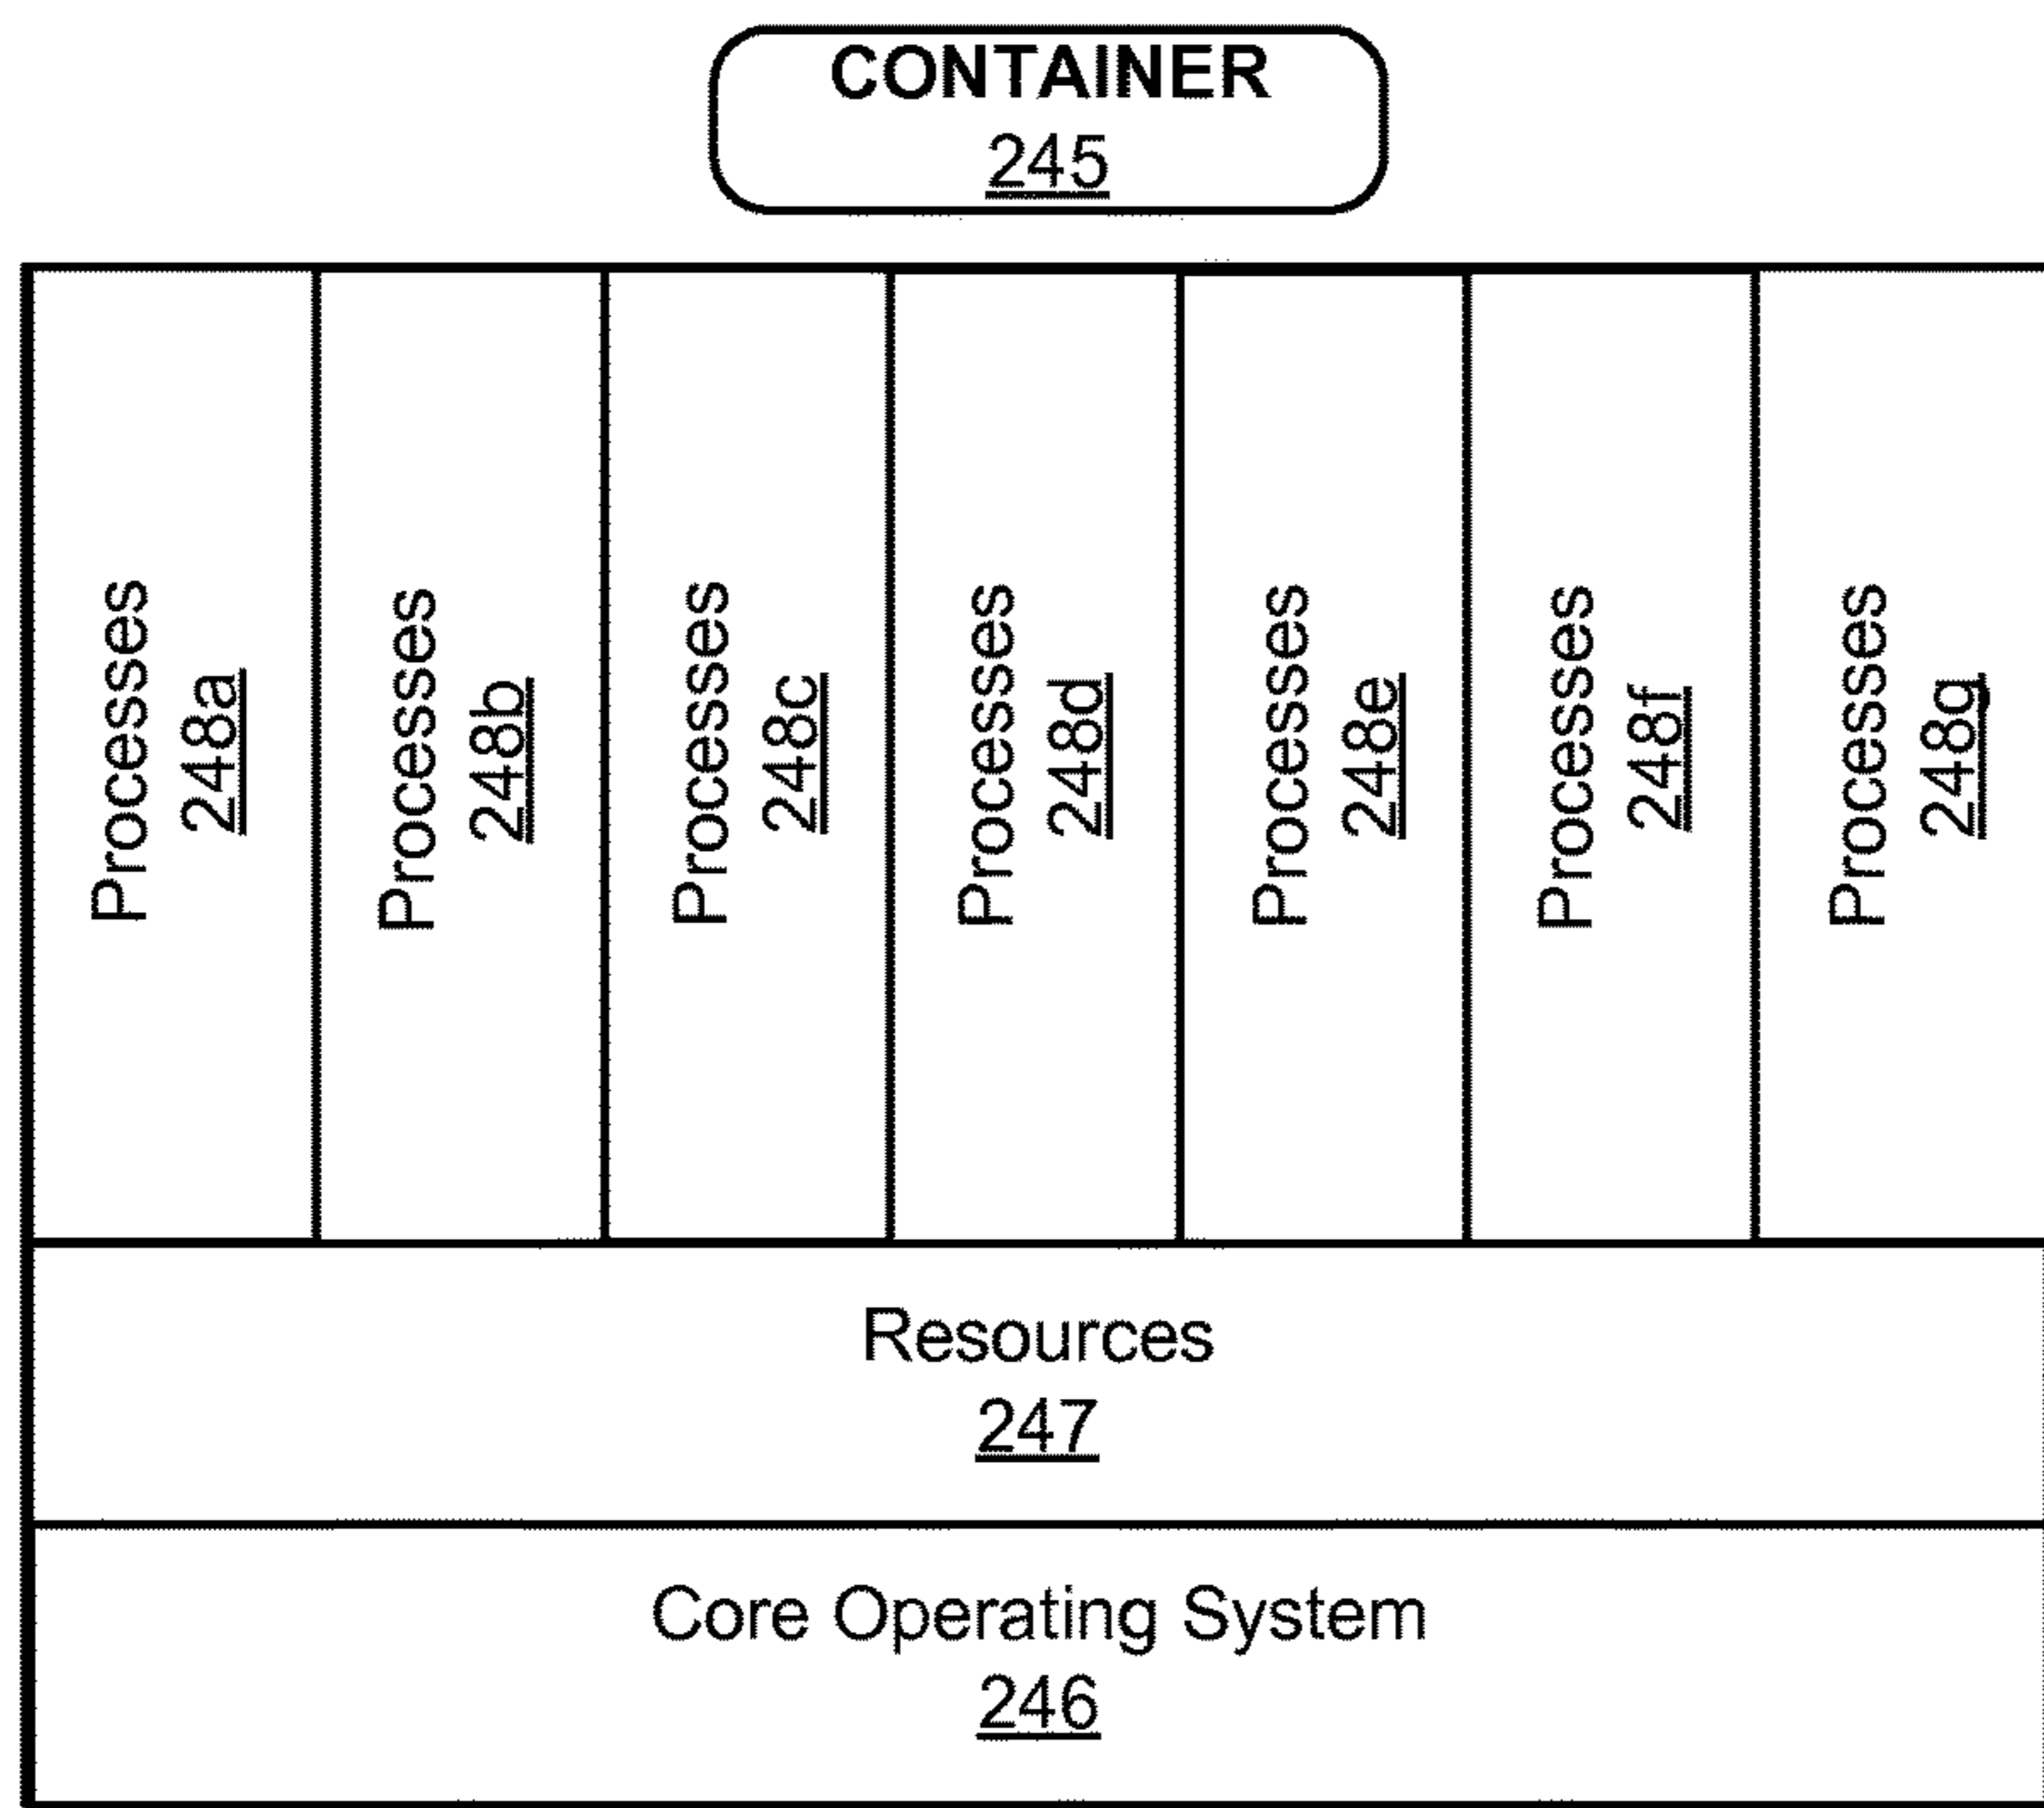 CONTAINER
245
Processes
248a
Processes
248b
Processes
248c
Processes
248d
Processes
248e
Processes
248f
Processes
248g
Resources
247
Core Operating System
246